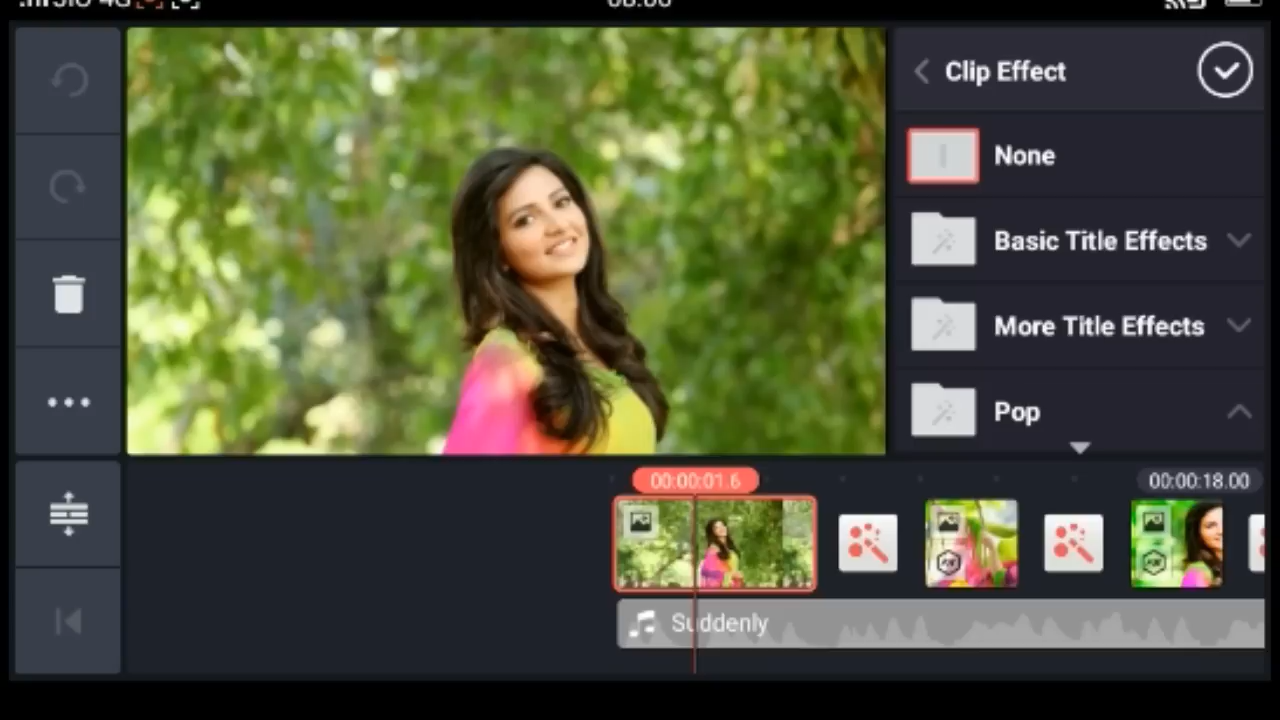 Clip Effect
None
Basic Title Effects
More Title Effects
Pop
00:00:01.6
00:00:18.00
Suddenly